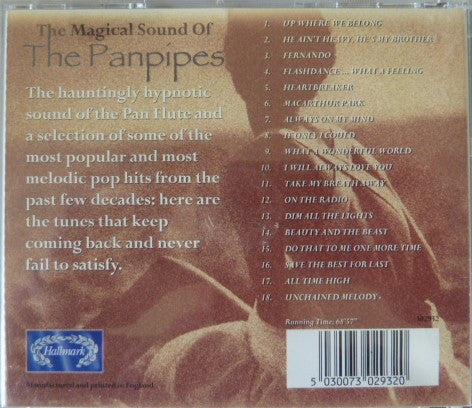 The Magical Sound Of
The Panpipes
The hauntingly hypnotic
sound of the Pan Flute and
a selection of some of the
most popular and most
melodic pop hits from the
past few decades: here are
the tunes that keep
coming back and never
fail to satisfy.
1. UP WHERE WE BELONG
2. HE AIN'T HEAVY, HE'S MY BROTHER
3. FERNANDO
4. FLASHDANCE ... WHAT A FEELING
5. HEARTBREAKER
6. MACARTHUR PARK
7. ALWAYS ON MY MIND
8. IF ONLY I COULD
9. WHAT A WONDERFUL WORLD
10. I WILL ALWAYS LOVE YOU
11. TAKE MY BREATH AWAY
12. ON THE RADIO
13. DIM ALL THE LIGHTS
14. BEAUTY AND THE BEAST
15. DO THAT TO ME ONE MORE TIME
16. SAVE THE BEST FOR LAST
17. ALL TIME HIGH
18. UNCHAINED MELODY
Running Time: 68'57"
302932
5 030073 029320
Hallmark
Manufactured and printed in England.